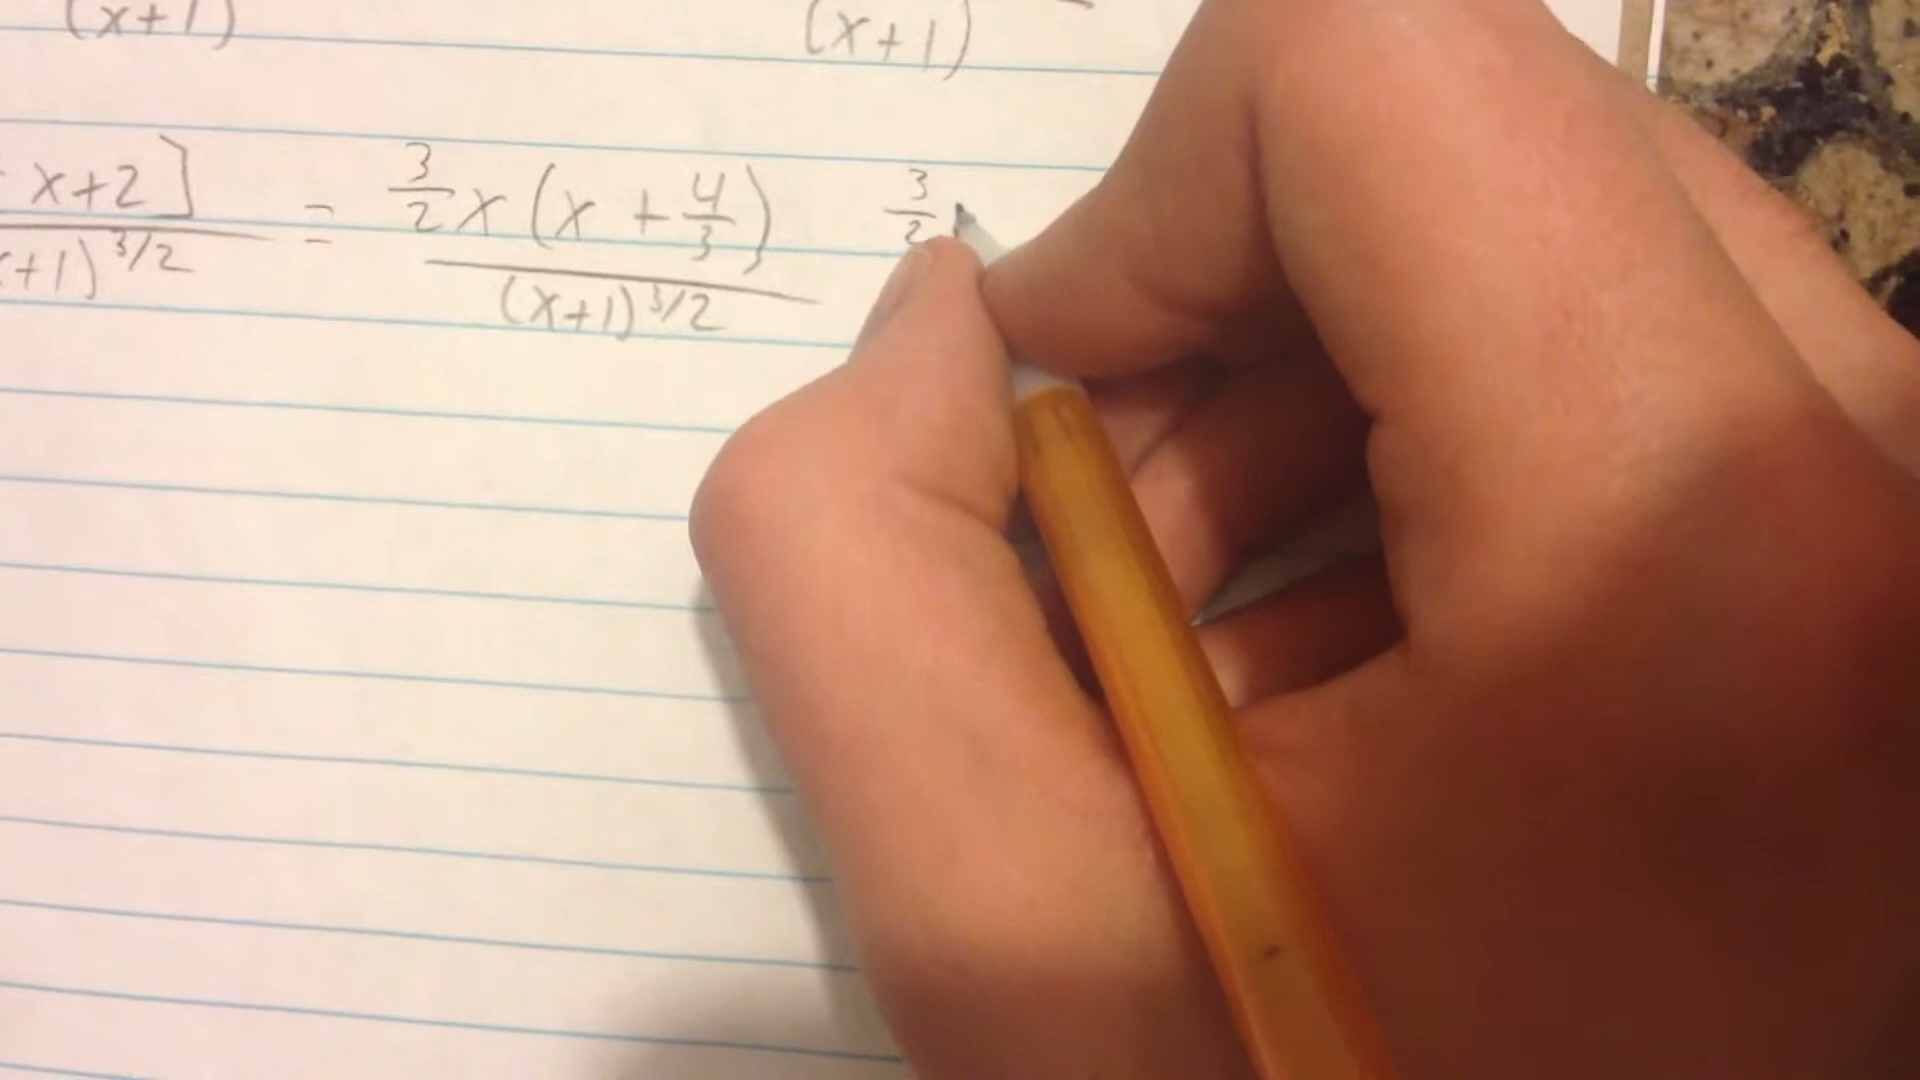 (x+1) (x+1)
x+2] = 3/2 x (x + 4/3) 3/2
x+1)^3/2 (x+1)^3/2